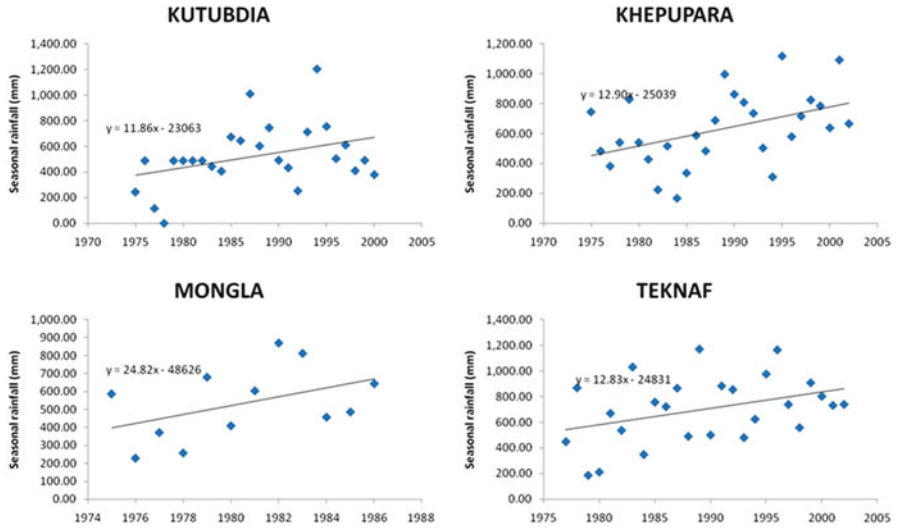 KUTUBDIA
Seasonal rainfall (mm)
1,400.00
1,200.00
1,000.00
800.00
600.00
400.00
200.00
0.00
y = 11.86x - 23063
1970 1975 1980 1985 1990 1995 2000 2005
KHEPUPARA
Seasonal rainfall (mm)
1,200.00
1,000.00
800.00
600.00
400.00
200.00
0.00
y = 12.90x - 25039
1970 1975 1980 1985 1990 1995 2000 2005
MONGLA
Seasonal rainfall (mm)
1,000.00
900.00
800.00
700.00
600.00
500.00
400.00
300.00
200.00
100.00
0.00
y = 24.82x - 48626
1974 1976 1978 1980 1982 1984 1986 1988
TEKNAF
Seasonal rainfall (mm)
1,400.00
1,200.00
1,000.00
800.00
600.00
400.00
200.00
0.00
y = 12.83x - 24831
1975 1980 1985 1990 1995 2000 2005